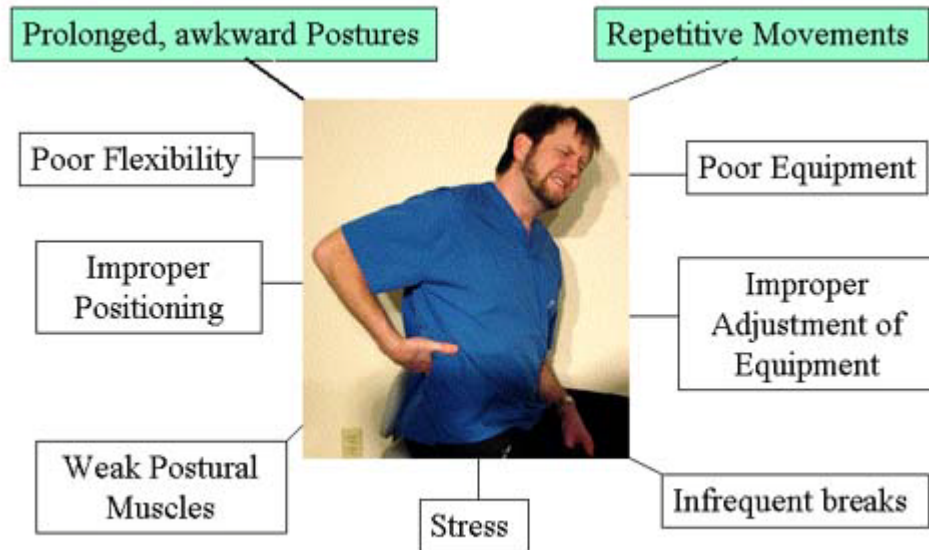 Prolonged, awkward Postures
Repetitive Movements
Poor Flexibility
Poor Equipment
Improper
Positioning
Improper
Adjustment of
Equipment
Weak Postural
Muscles
Stress
Infrequent breaks